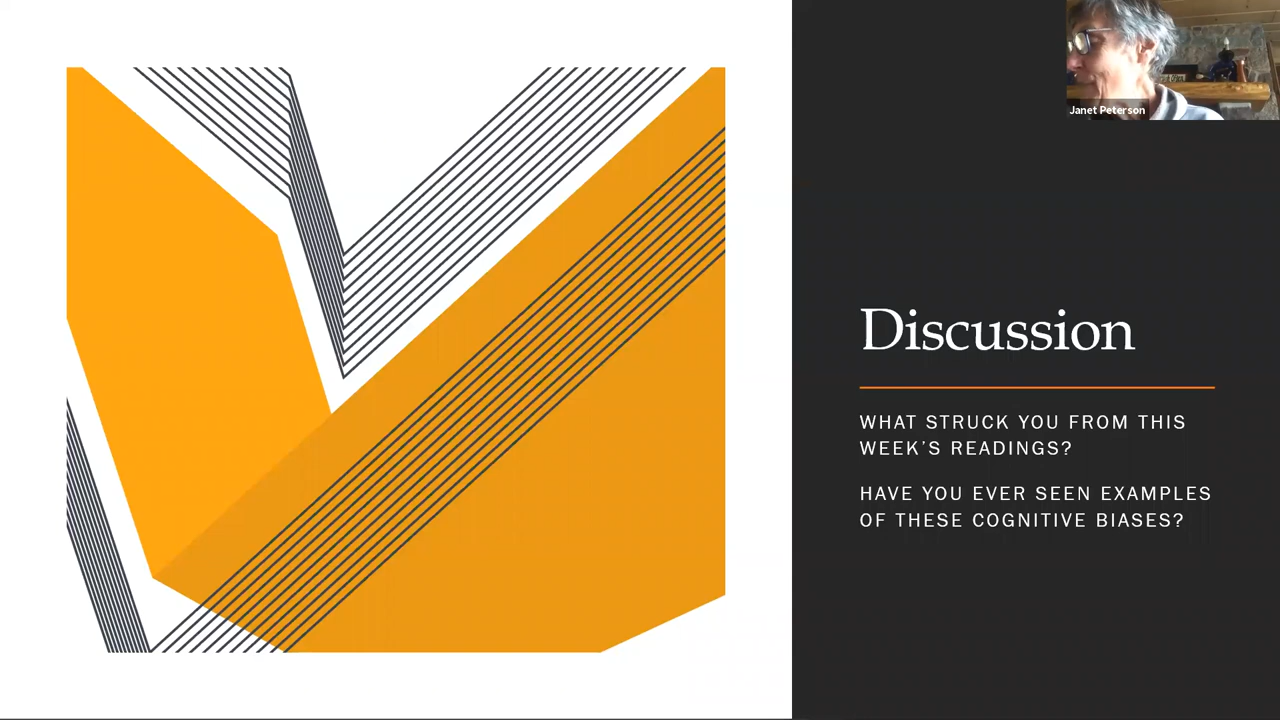 Janet Peterson
Discussion
WHAT STRUCK YOU FROM THIS
WEEK’S READINGS?
HAVE YOU EVER SEEN EXAMPLES
OF THESE COGNITIVE BIASES?